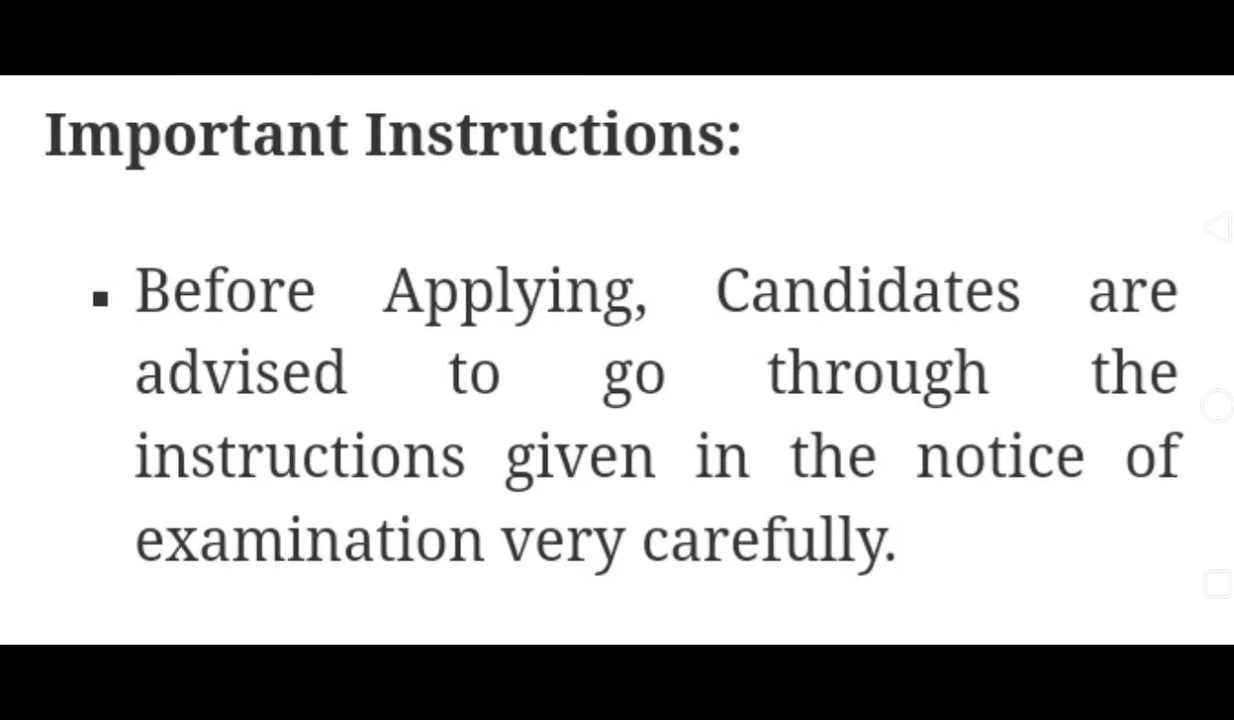 Important Instructions:
▪ Before Applying, Candidates are
advised to go through the
instructions given in the notice of
examination very carefully.